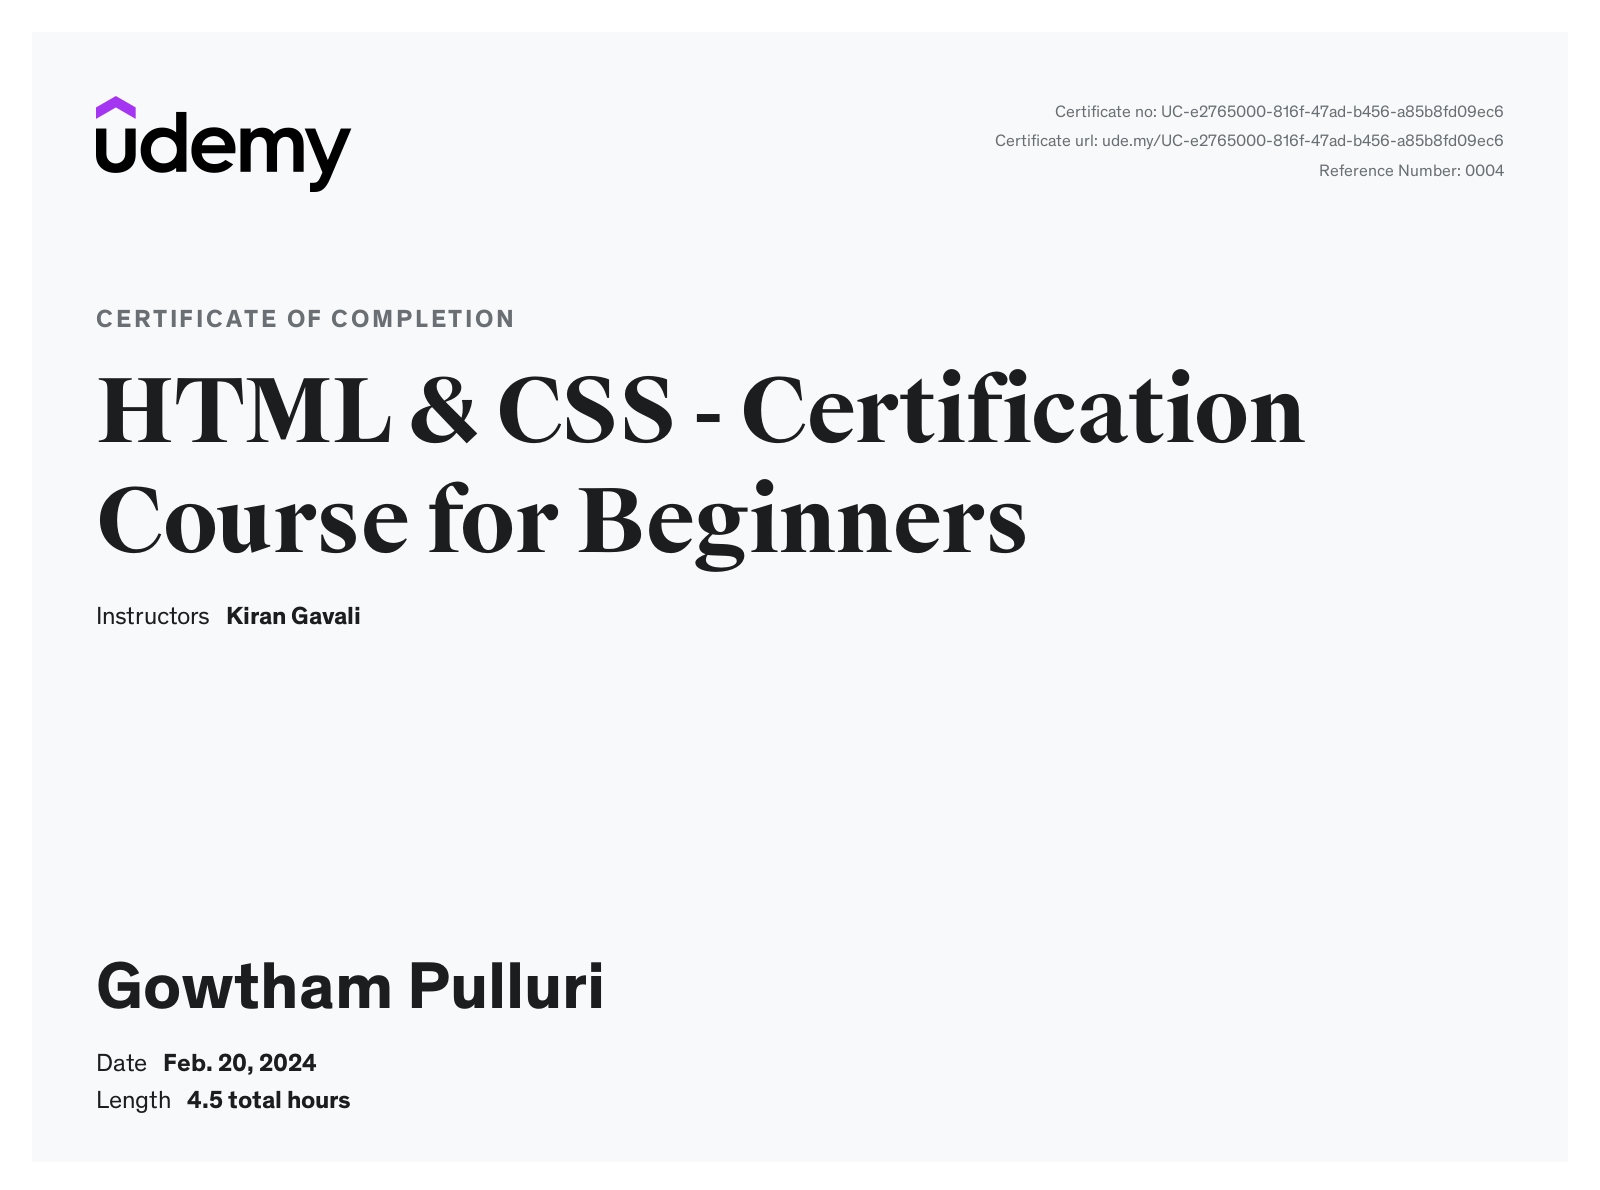 udemy
Certificate no: UC-e2765000-816f-47ad-b456-a85b8fd09ec6
Certificate url: ude.my/UC-e2765000-816f-47ad-b456-a85b8fd09ec6
Reference Number: 0004
CERTIFICATE OF COMPLETION
HTML & CSS - Certification
Course for Beginners
Instructors Kiran Gavali
Gowtham Pulluri
Date Feb. 20, 2024
Length 4.5 total hours